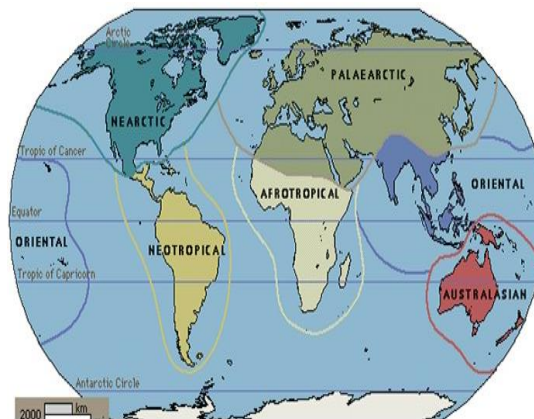 Arctic
Circle
PALAEARCTIC
NEARCTIC
Tropic of Cancer
AFROTROPICAL
ORIENTAL
Equator
ORIENTAL
NEOTROPICAL
Tropic of Capricorn
AUSTRALASIAN
Antarctic Circle
km
2000